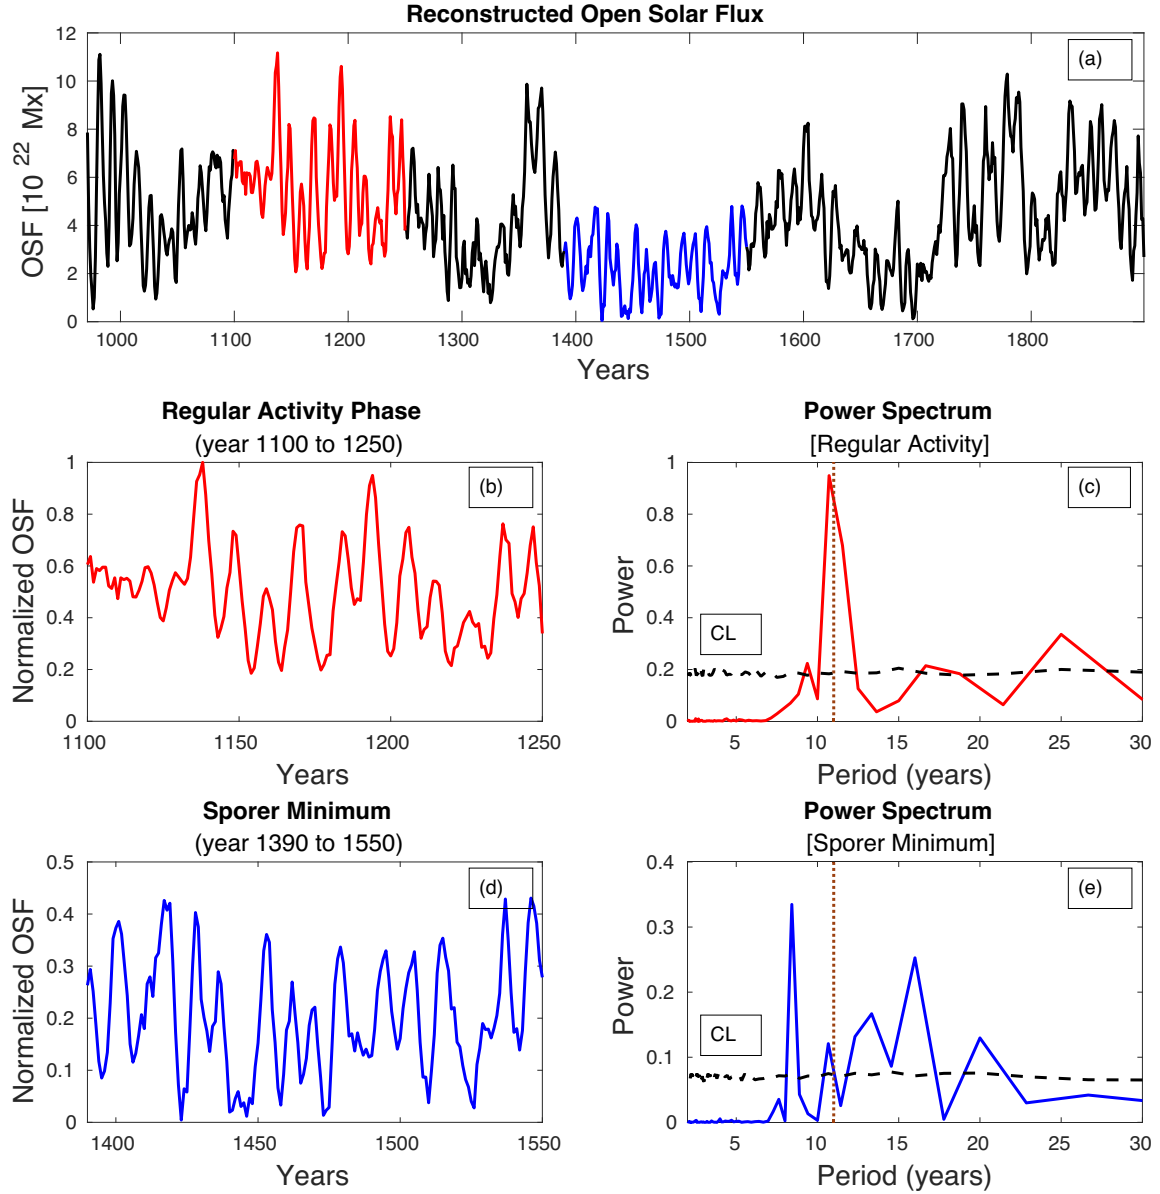 Reconstructed Open Solar Flux
12
10
8
6
4
2
0
OSF [10 22 Mx]
(a)
1000 1100 1200 1300 1400 1500 1600 1700 1800
Years
Regular Activity Phase
(year 1100 to 1250)
1
0.8
0.6
0.4
0.2
0
Normalized OSF
(b)
1100 1150 1200 1250
Years
Power Spectrum
[Regular Activity]
1
0.8
0.6
0.4
0.2
0
Power
(c)
CL
5 10 15 20 25 30
Period (years)
Sporer Minimum
(year 1390 to 1550)
0.5
0.4
0.3
0.2
0.1
0
Normalized OSF
(d)
1400 1450 1500 1550
Years
Power Spectrum
[Sporer Minimum]
0.4
0.3
0.2
0.1
0
Power
(e)
CL
5 10 15 20 25 30
Period (years)